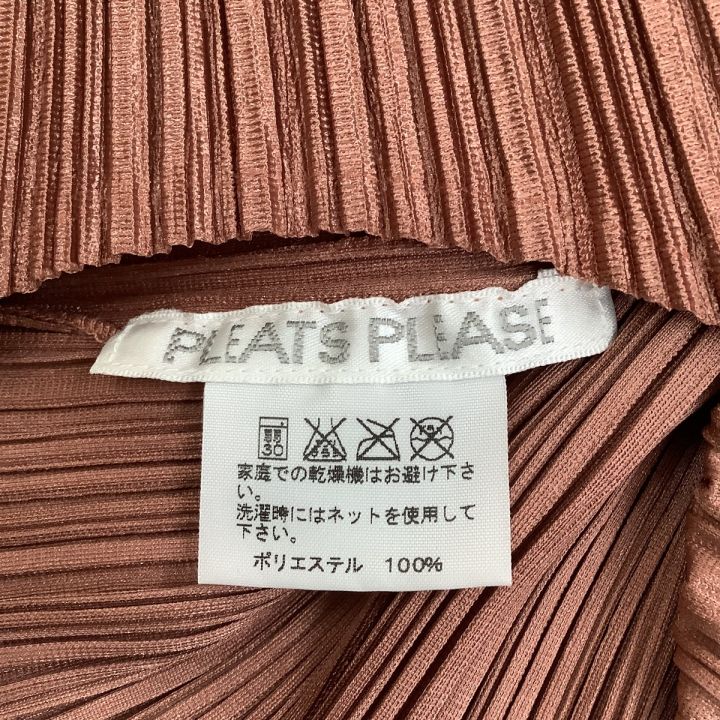 PLEATS PLEASE
弱 30
家庭での乾燥機はお避け下さ
い。
洗濯時にはネットを使用して
下さい。
ポリエステル 100%